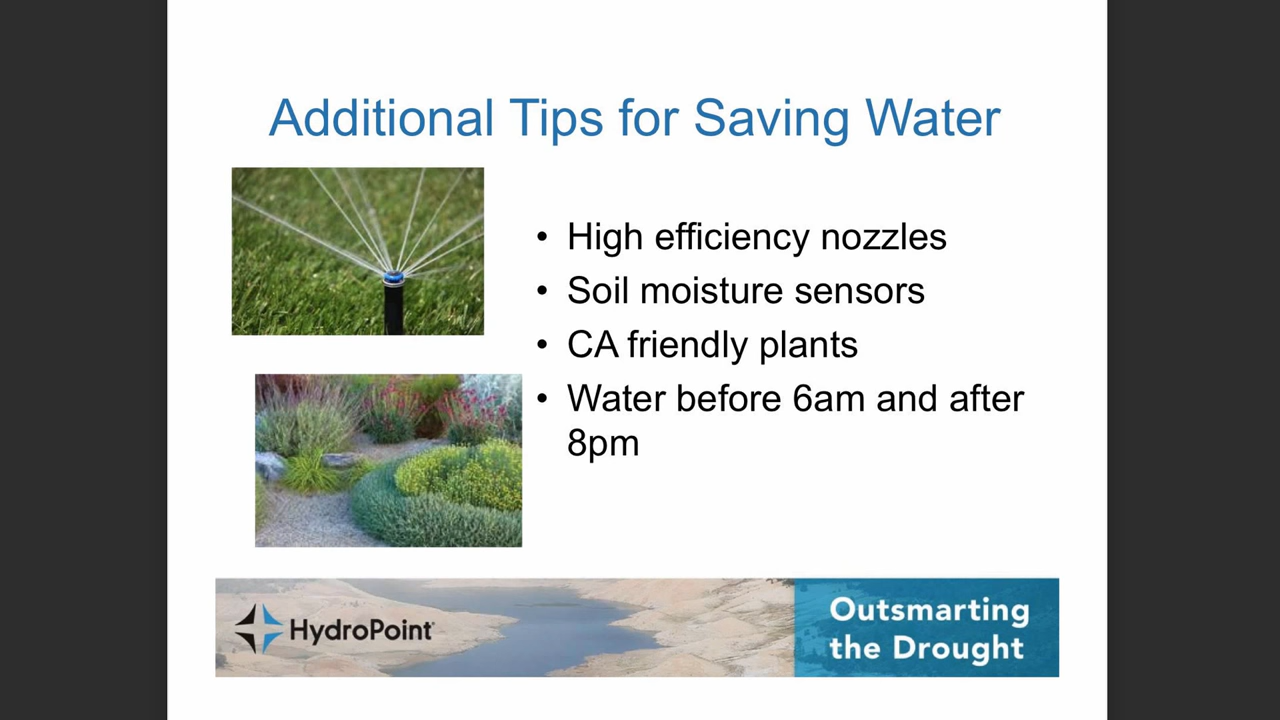 Additional Tips for Saving Water
• High efficiency nozzles
• Soil moisture sensors
• CA friendly plants
• Water before 6am and after
8pm
HydroPoint®
Outsmarting
the Drought